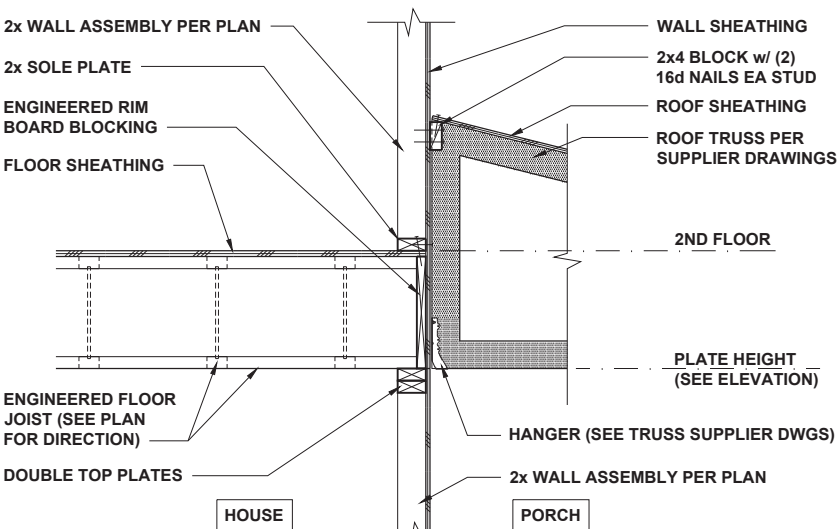 2x WALL ASSEMBLY PER PLAN
2x SOLE PLATE
ENGINEERED RIM
BOARD BLOCKING
FLOOR SHEATHING
ENGINEERED FLOOR
JOIST (SEE PLAN
FOR DIRECTION)
DOUBLE TOP PLATES
HOUSE
WALL SHEATHING
2x4 BLOCK w/ (2)
16d NAILS EA STUD
ROOF SHEATHING
ROOF TRUSS PER
SUPPLIER DRAWINGS
2ND FLOOR
PLATE HEIGHT
(SEE ELEVATION)
HANGER (SEE TRUSS SUPPLIER DWGS)
2x WALL ASSEMBLY PER PLAN
PORCH